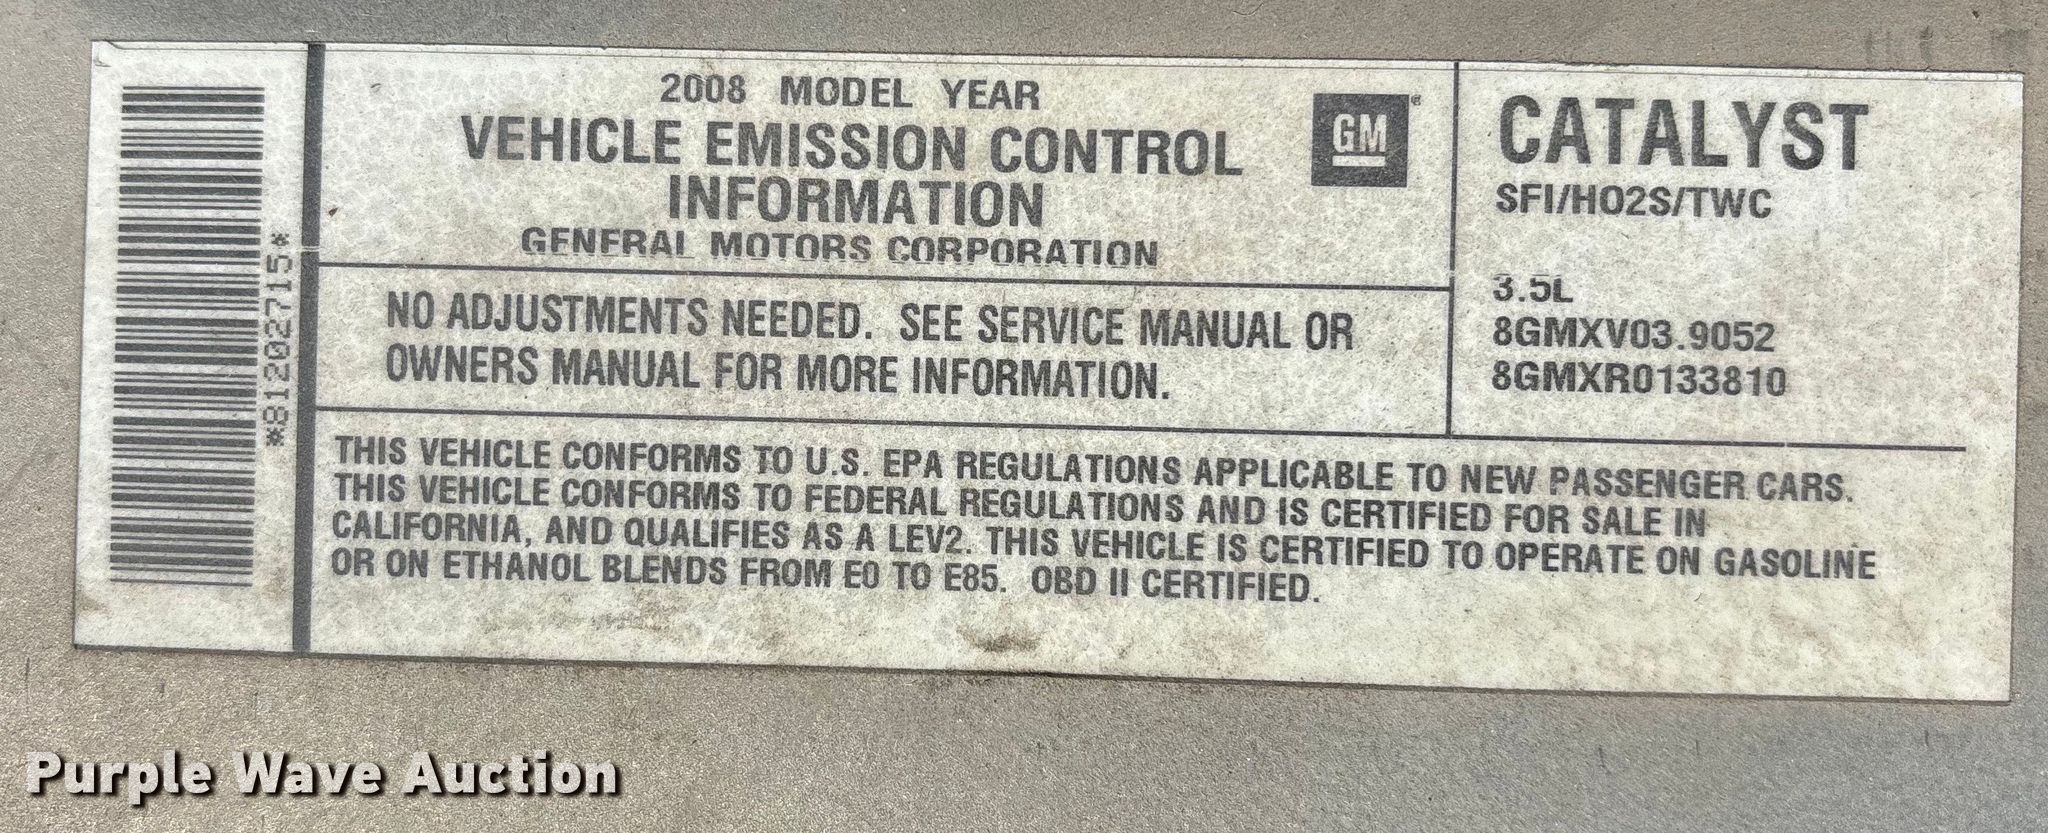 *81202715*
2008 MODEL YEAR
VEHICLE EMISSION CONTROL
INFORMATION
GENERAL MOTORS CORPORATION
GM
NO ADJUSTMENTS NEEDED. SEE SERVICE MANUAL OR
OWNERS MANUAL FOR MORE INFORMATION.
CATALYST
SFI/HO2S/TWC
3.5L
8GMXV03.9052
8GMXR0133810
THIS VEHICLE CONFORMS TO U.S. EPA REGULATIONS APPLICABLE TO NEW PASSENGER CARS.
THIS VEHICLE CONFORMS TO FEDERAL REGULATIONS AND IS CERTIFIED FOR SALE IN
CALIFORNIA, AND QUALIFIES AS A LEV2. THIS VEHICLE IS CERTIFIED TO OPERATE ON GASOLINE
OR ON ETHANOL BLENDS FROM E0 TO E85. OBD II CERTIFIED.
Purple Wave Auction